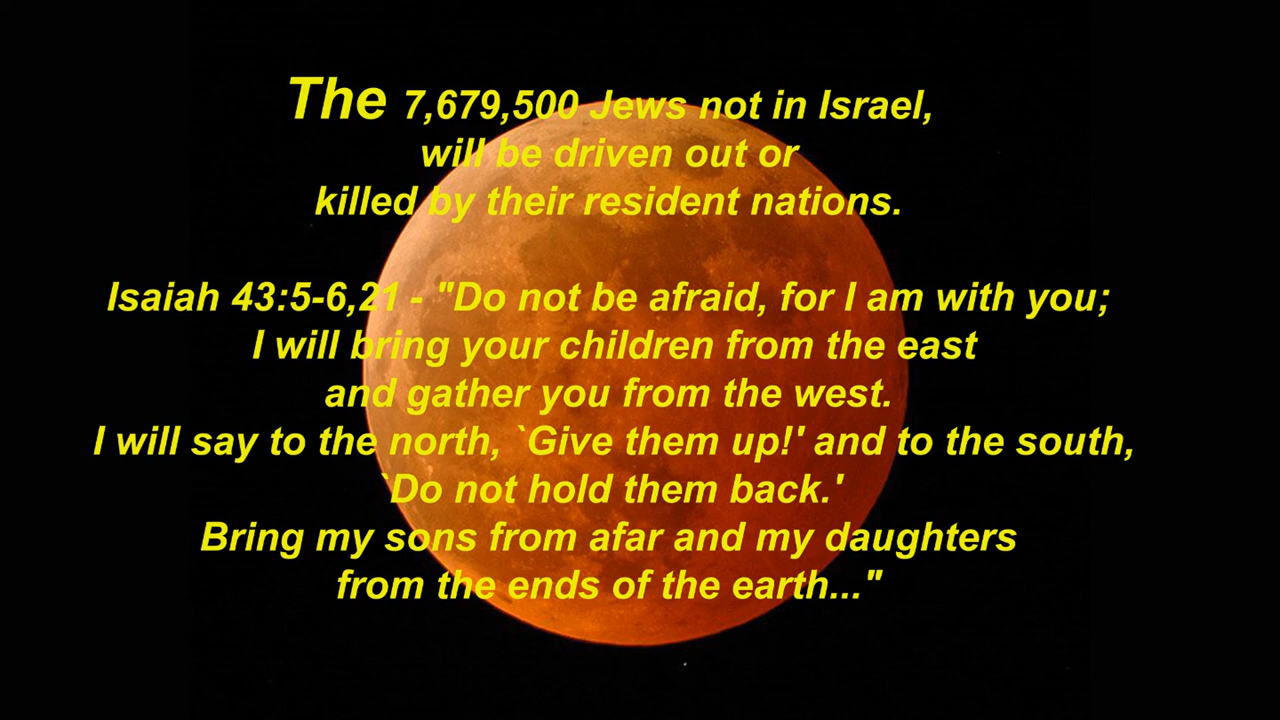 The 7,679,500 Jews not in Israel,
will be driven out or
killed by their resident nations.
Isaiah 43:5-6,21 - "Do not be afraid, for I am with you;
I will bring your children from the east
and gather you from the west.
I will say to the north, `Give them up!' and to the south,
`Do not hold them back.'
Bring my sons from afar and my daughters
from the ends of the earth..."